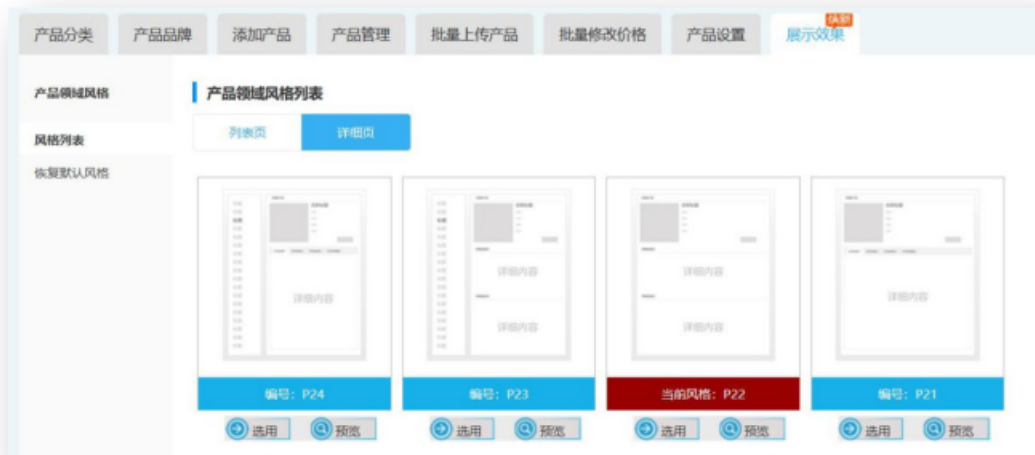 产品分类 产品品牌 添加产品 产品管理 批量上传产品 批量修改价格 产品设置 展示效果
产品领域风格
风格列表
恢复默认风格
产品领域风格列表
列表页 详细页
详细内容 详细内容 详细内容 详细内容
详细内容 详细内容
编号：P24 编号：P23 当前风格：P22 编号：P21
选用 预览 选用 预览 选用 预览 选用 预览